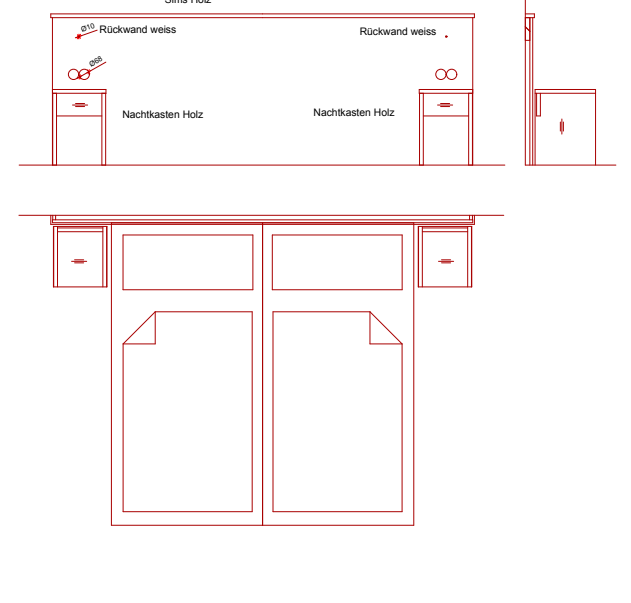 Sims Holz
Ø10
Rückwand weiss
Rückwand weiss
Ø68
Nachtkasten Holz
Nachtkasten Holz